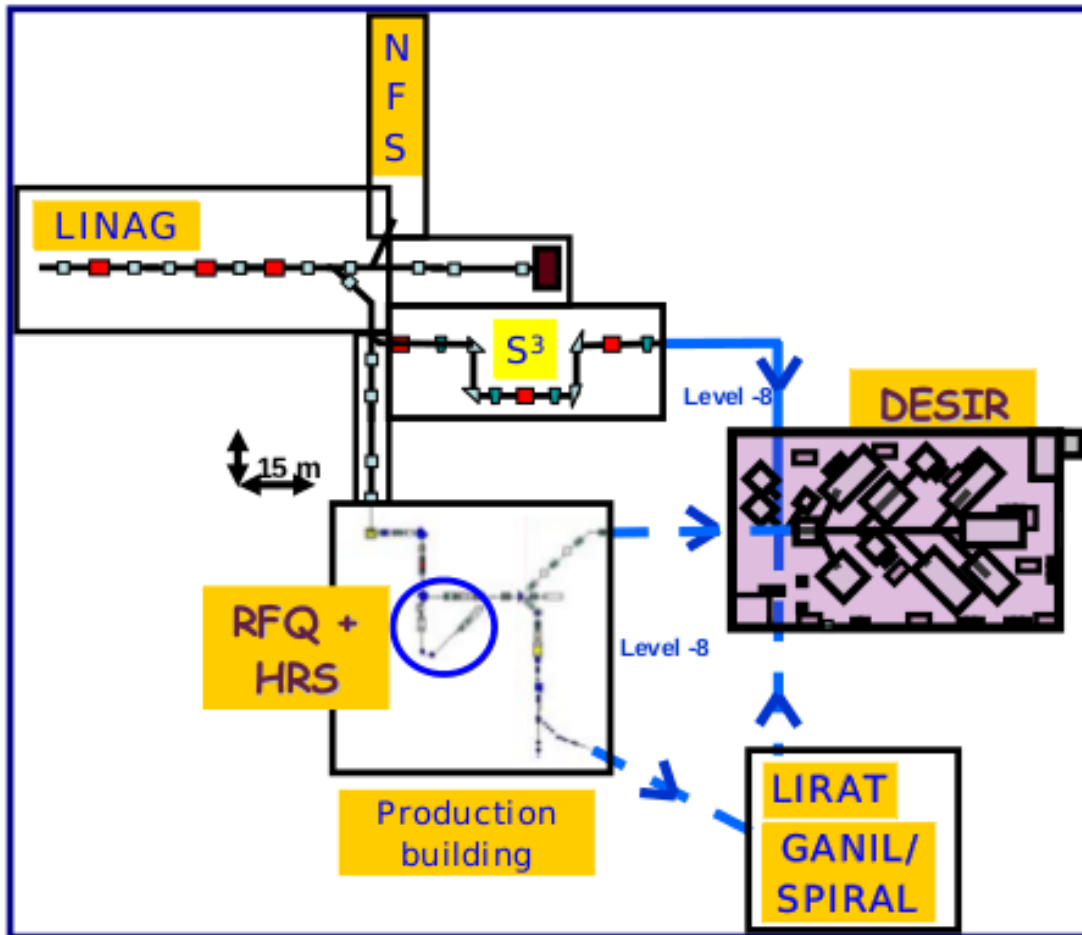 N
F
S
LINAG
S³
Level -8
DESIR
15 m
RFQ +
HRS
Level -8
Production
building
LIRAT
GANIL/
SPIRAL